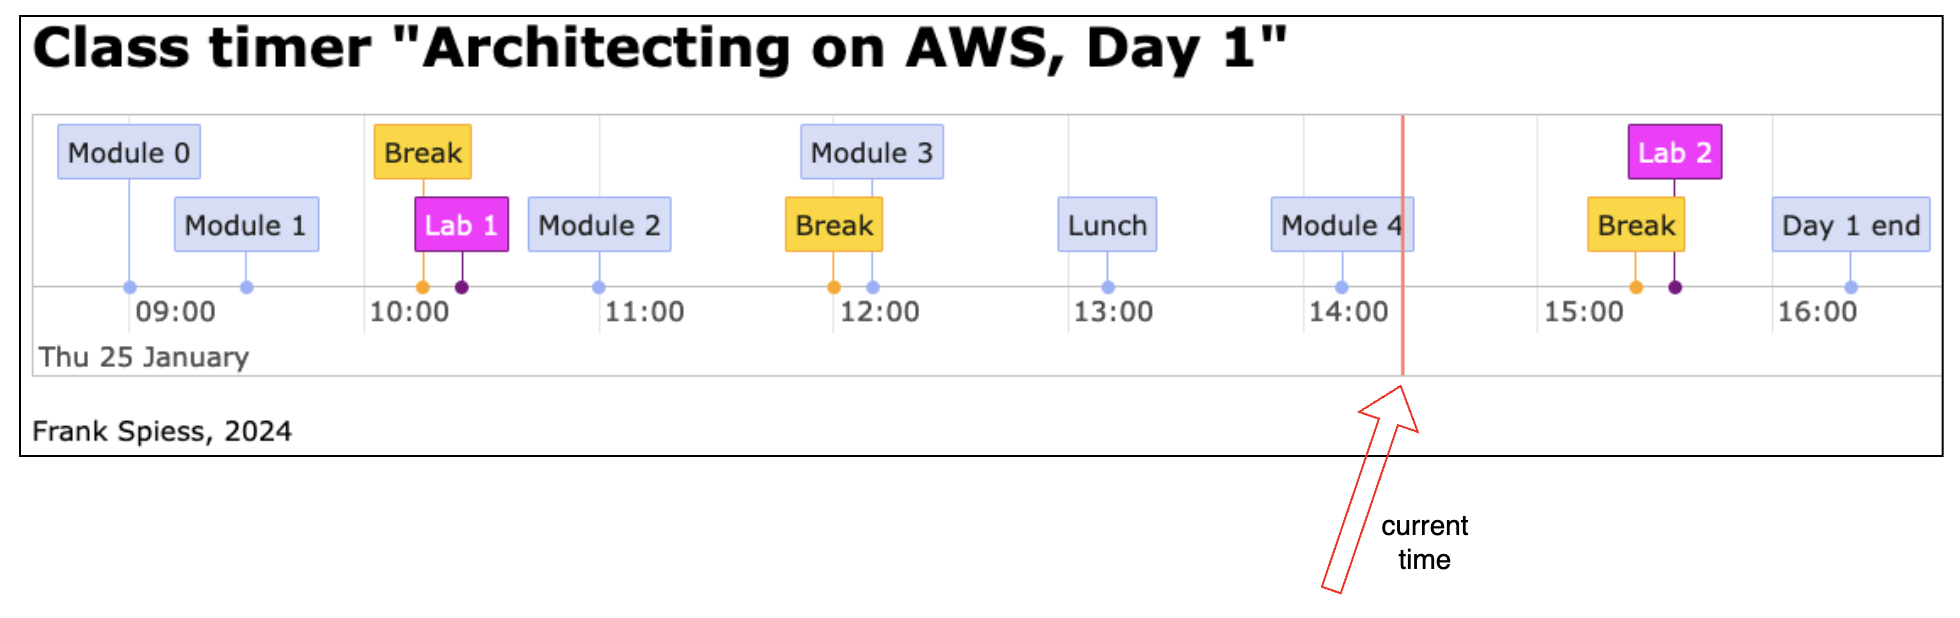 Class timer "Architecting on AWS, Day 1"
Module 0
Break
Module 3
Lab 2
Module 1
Lab 1
Module 2
Break
Lunch
Module 4
Break
Day 1 end
09:00
10:00
11:00
12:00
13:00
14:00
15:00
16:00
Thu 25 January
Frank Spiess, 2024
current
time